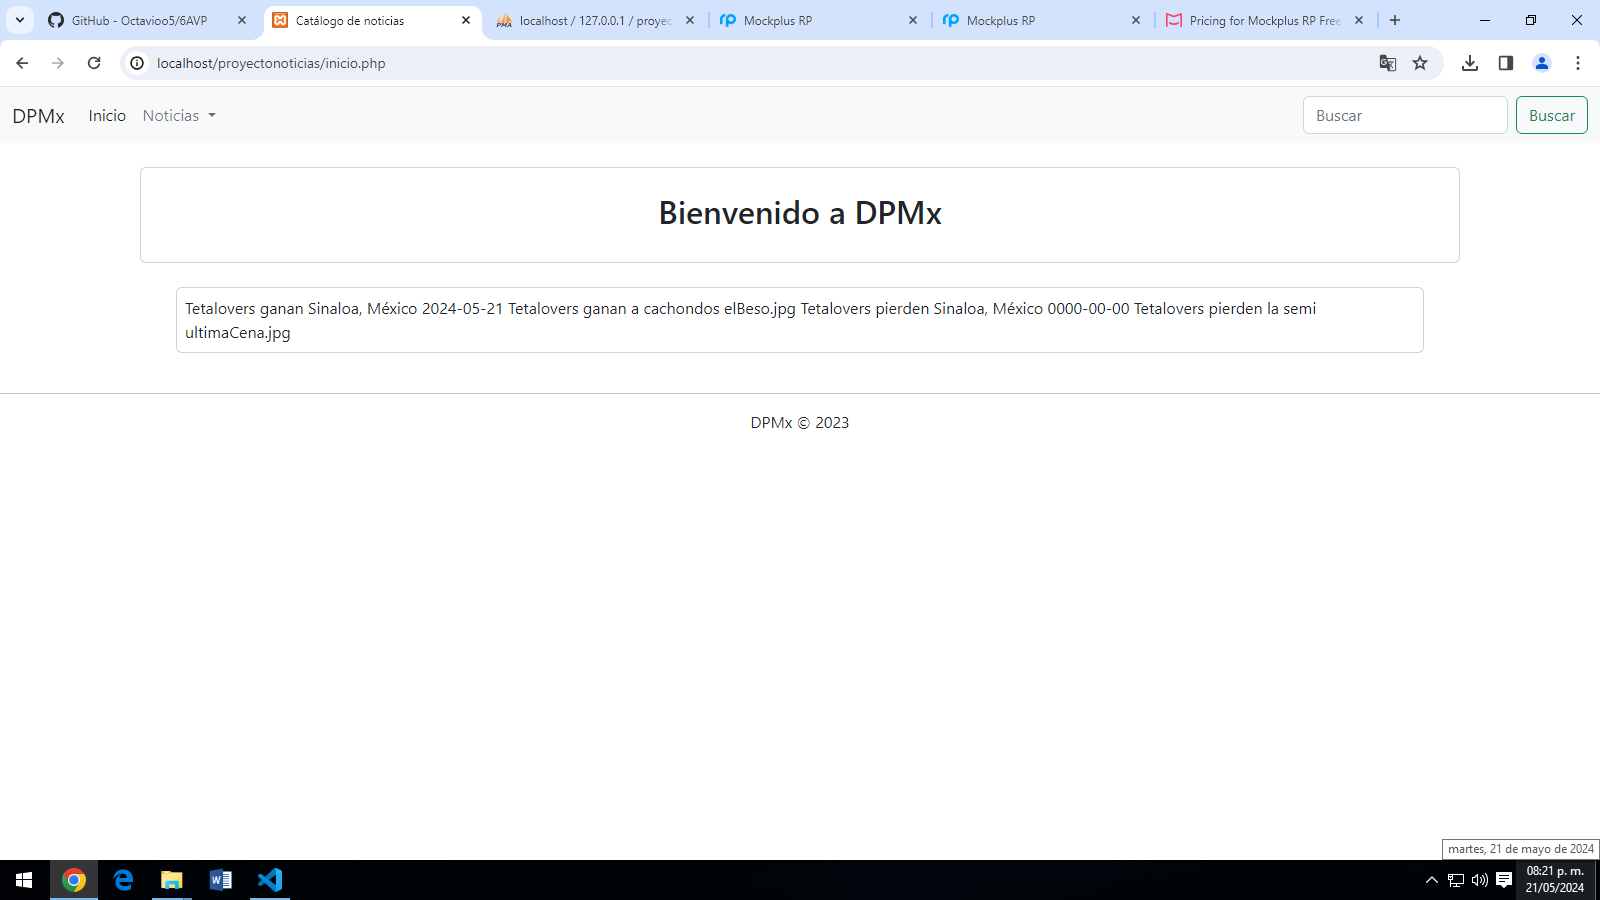 GitHub - Octavioo5/6AVP
Catálogo de noticias
localhost / 127.0.0.1 / proyec
Mockplus RP
Mockplus RP
Pricing for Mockplus RP Free
localhost/proyectonoticias/inicio.php
DPMx Inicio Noticias
Buscar
Buscar
Bienvenido a DPMx
Tetalovers ganan Sinaloa, México 2024-05-21 Tetalovers ganan a cachondos elBeso.jpg Tetalovers pierden Sinaloa, México 0000-00-00 Tetalovers pierden la semi
ultimaCena.jpg
DPMx © 2023
martes, 21 de mayo de 2024
08:21 p. m.
21/05/2024